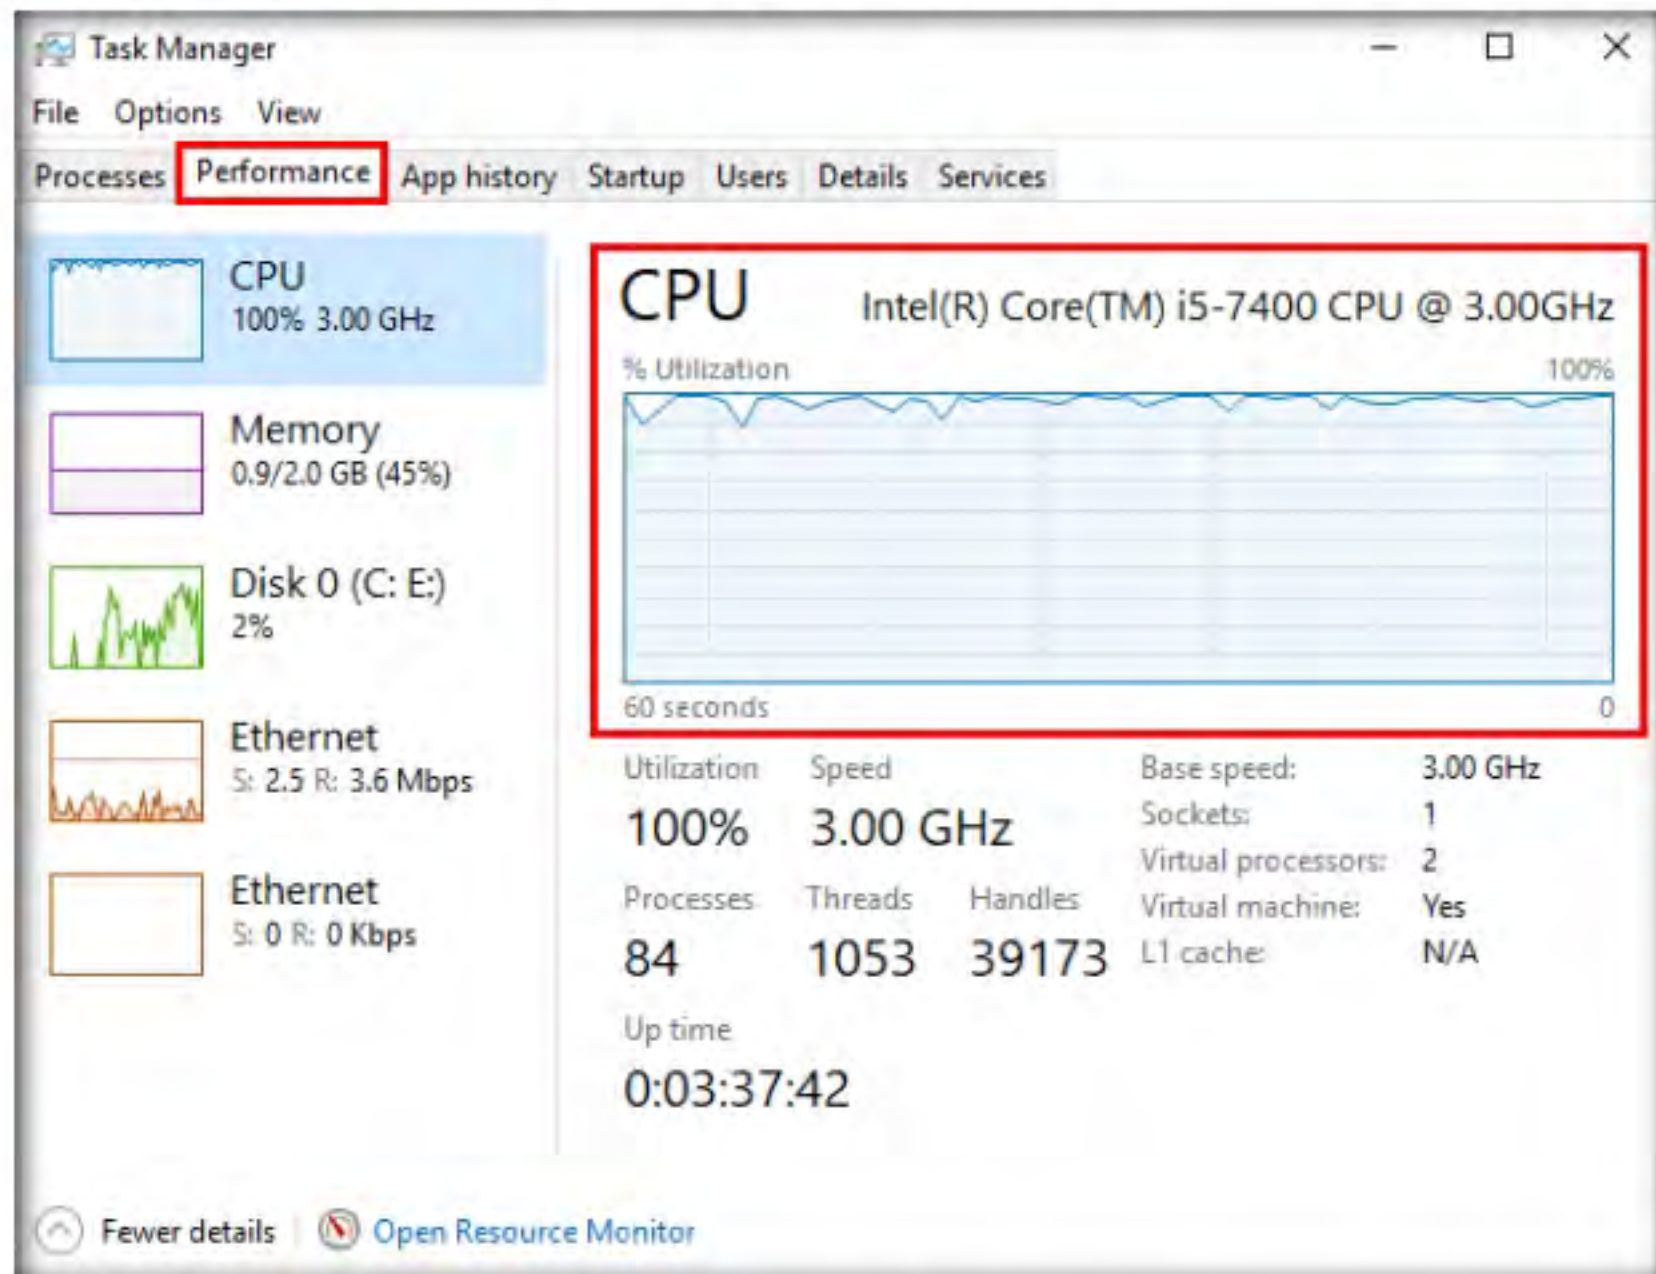 Task Manager
File Options View
Processes Performance App history Startup Users Details Services
CPU
100% 3.00 GHz
Memory
0.9/2.0 GB (45%)
Disk 0 (C: E:)
2%
Ethernet
S: 2.5 R: 3.6 Mbps
Ethernet
S: 0 R: 0 Kbps
CPU Intel(R) Core(TM) i5-7400 CPU @ 3.00GHz
% Utilization 100%
60 seconds 0
Utilization Speed
100% 3.00 GHz
Processes Threads Handles
84 1053 39173
Up time
0:03:37:42
Base speed: 3.00 GHz
Sockets: 1
Virtual processors: 2
Virtual machine: Yes
L1 cache: N/A
Fewer details Open Resource Monitor